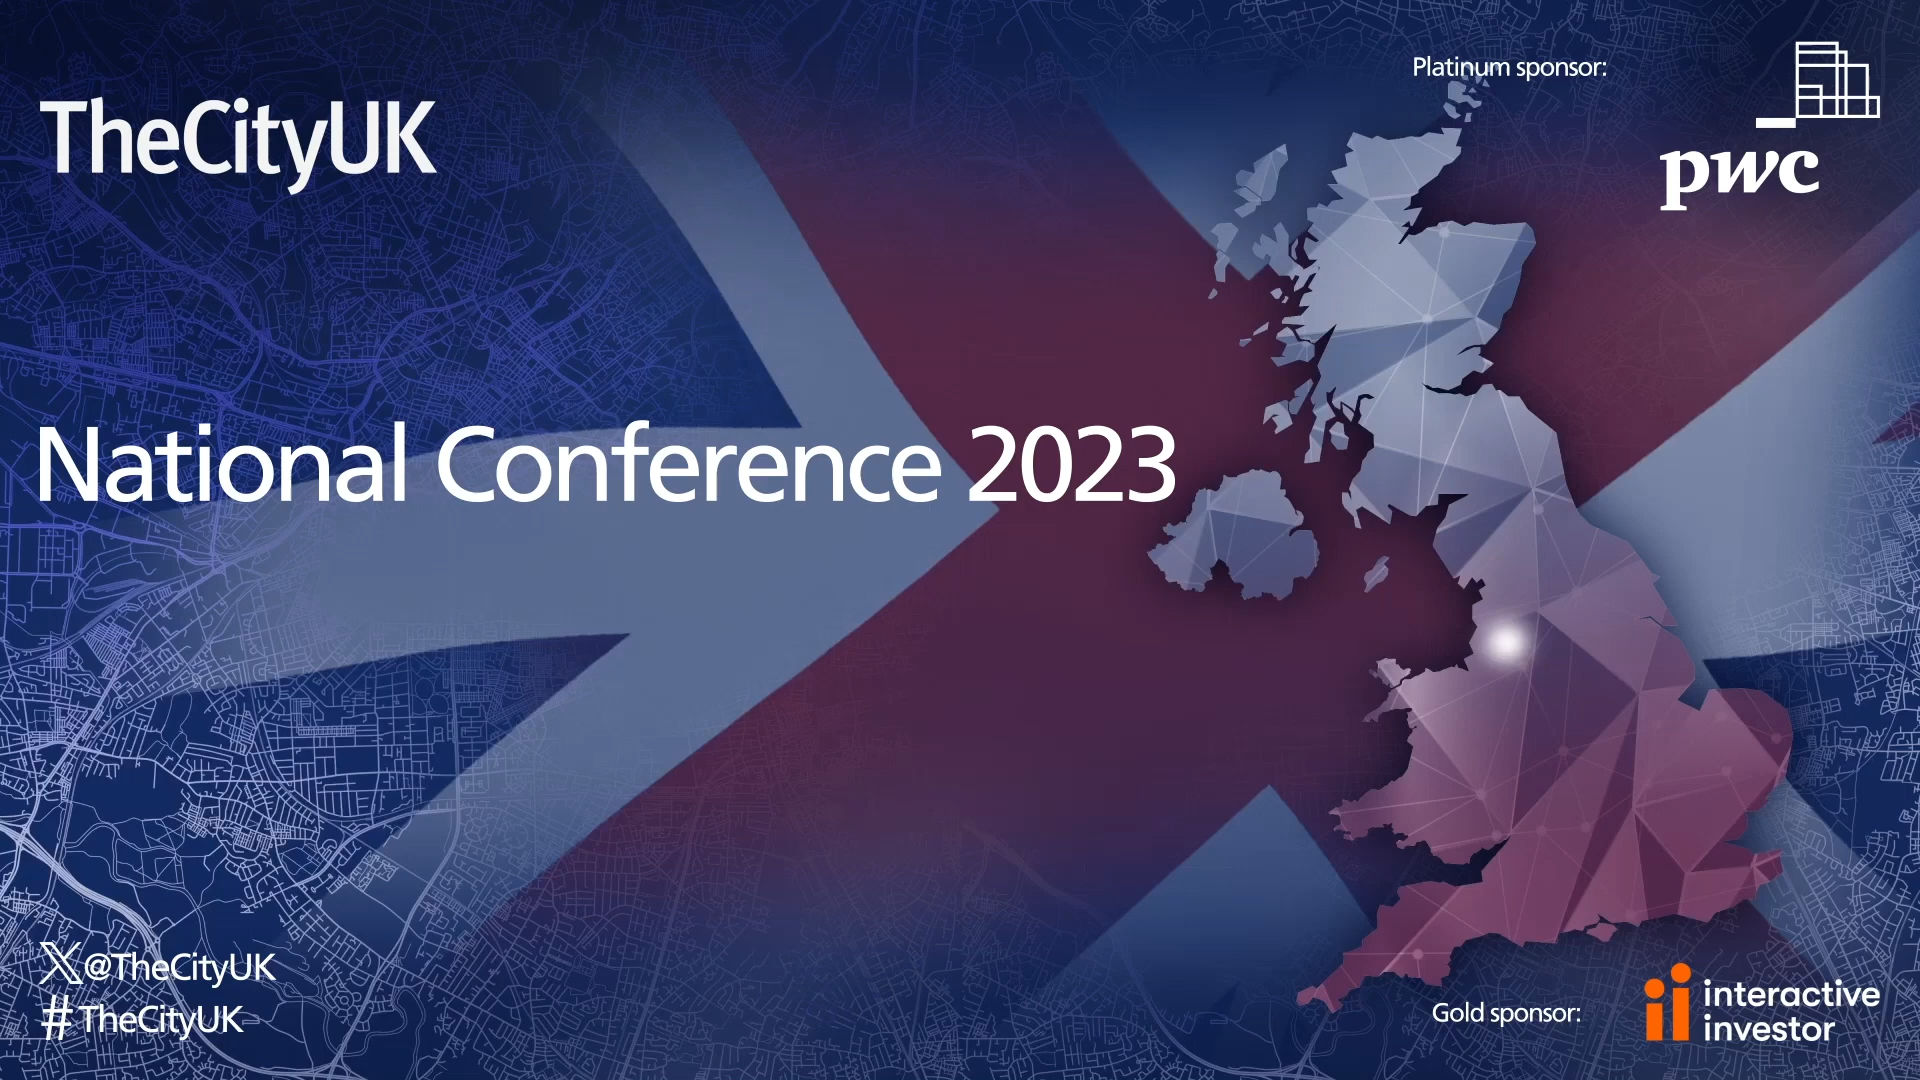 Platinum sponsor:
TheCityUK
pwc
National Conference 2023
@TheCityUK
#TheCityUK
Gold sponsor:
interactive
investor